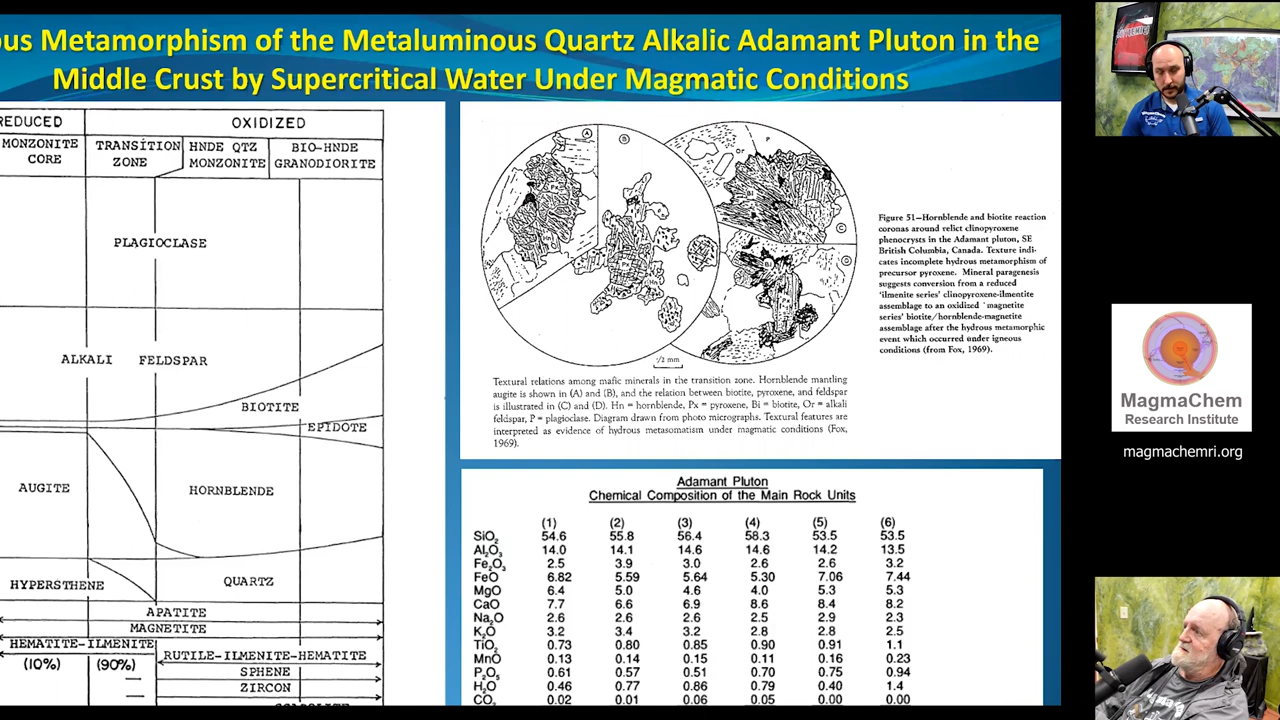 ous Metamorphism of the Metaluminous Quartz Alkalic Adamant Pluton in the
Middle Crust by Supercritical Water Under Magmatic Conditions
REDUCED
OXIDIZED
MONZONITE
CORE
TRANSITION
ZONE
HNDE QTZ
MONZONITE
BIO-HNDE
GRANODIORITE
PLAGIOCLASE
ALKALI FELDSPAR
BIOTITE
EPIDOTE
AUGITE
HORNBLENDE
HYPERSTHENE
QUARTZ
APATITE
MAGNETITE
HEMATITE-ILMENITE
(10%) (90%)
RUTILE-ILMENITE-HEMATITE
SPHENE
ZIRCON
A
B
C
D
P
Or
Bi
Hn
1/2 mm
Textural relations among mafic minerals in the transition zone. Hornblende mantling
augite is shown in (A) and (B), and the relation between biotite, pyroxene, and feldspar
is illustrated in (C) and (D). Hn = hornblende, Px = pyroxene, Bi = biotite, Or = alkali
feldspar, P = plagioclase. Diagram drawn from photo micrographs. Textural features are
interpreted as evidence of hydrous metasomatism under magmatic conditions (Fox,
1969).
Figure 51—Hornblende and biotite reaction
coronas around relict clinopyroxene
phenocrysts in the Adamant pluton, SE
British Columbia, Canada. Texture indi-
cates incomplete hydrous metamorphism of
precursor pyroxene. Mineral paragenesis
suggests conversion from a reduced
'ilmenite series' clinopyroxene-ilmentite
assemblage to an oxidized 'magnetite
series' biotite/hornblende-magnetite
assemblage after the hydrous metamorphic
event which occurred under igneous
conditions (from Fox, 1969).
Adamant Pluton
Chemical Composition of the Main Rock Units
(1) (2) (3) (4) (5) (6)
SiO₂ 54.6 55.8 56.4 58.3 53.5 53.5
Al₂O₃ 14.0 14.1 14.6 14.6 14.2 13.5
Fe₂O₃ 2.5 3.9 3.0 2.6 2.6 3.2
FeO 6.82 5.59 5.64 5.30 7.06 7.44
MgO 6.4 5.0 4.6 4.0 5.3 5.3
CaO 7.7 6.6 6.9 8.6 8.4 8.2
Na₂O 2.6 2.6 2.6 2.5 2.9 2.3
K₂O 3.2 3.4 3.2 2.8 2.8 2.5
TiO₂ 0.73 0.80 0.85 0.90 0.91 1.1
MnO 0.13 0.14 0.15 0.11 0.16 0.23
P₂O₅ 0.61 0.57 0.51 0.70 0.75 0.94
H₂O 0.46 0.77 0.86 0.79 0.40 1.4
CO₂ 0.02 0.01 0.06 0.05 0.00 0.00
MagmaChem
Research Institute
magmachemri.org